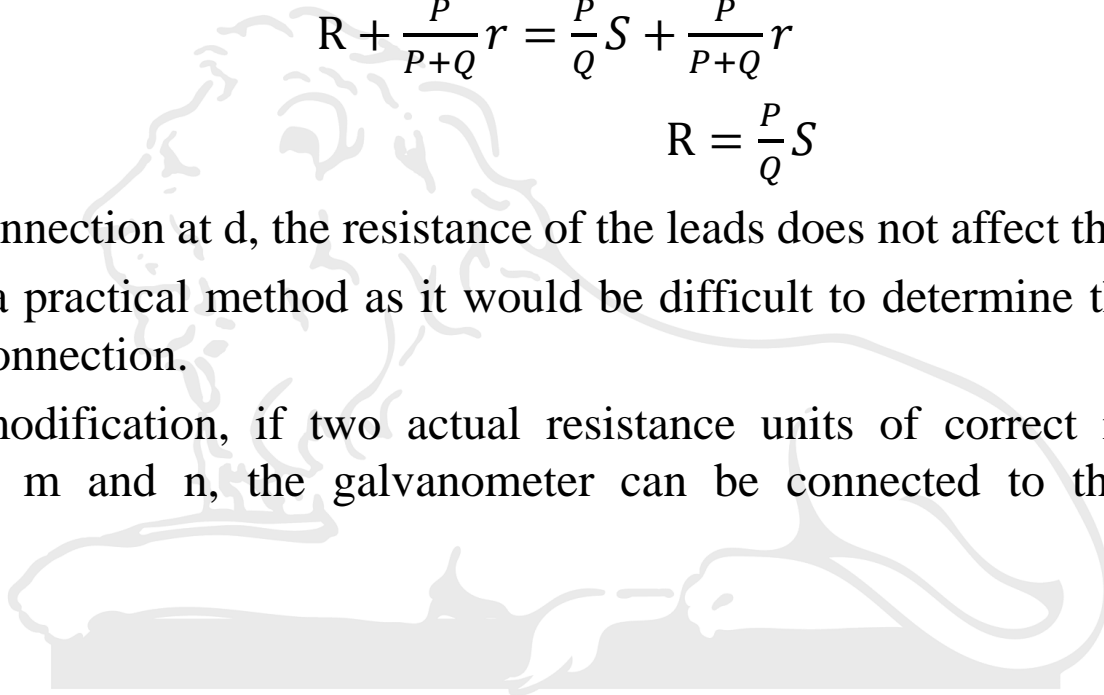 R + P/P+Q r = P/Q S + P/P+Q r
R = P/Q S
nnection at d, the resistance of the leads does not affect th
a practical method as it would be difficult to determine t
onnection.
nodification, if two actual resistance units of correct
m and n, the galvanometer can be connected to th